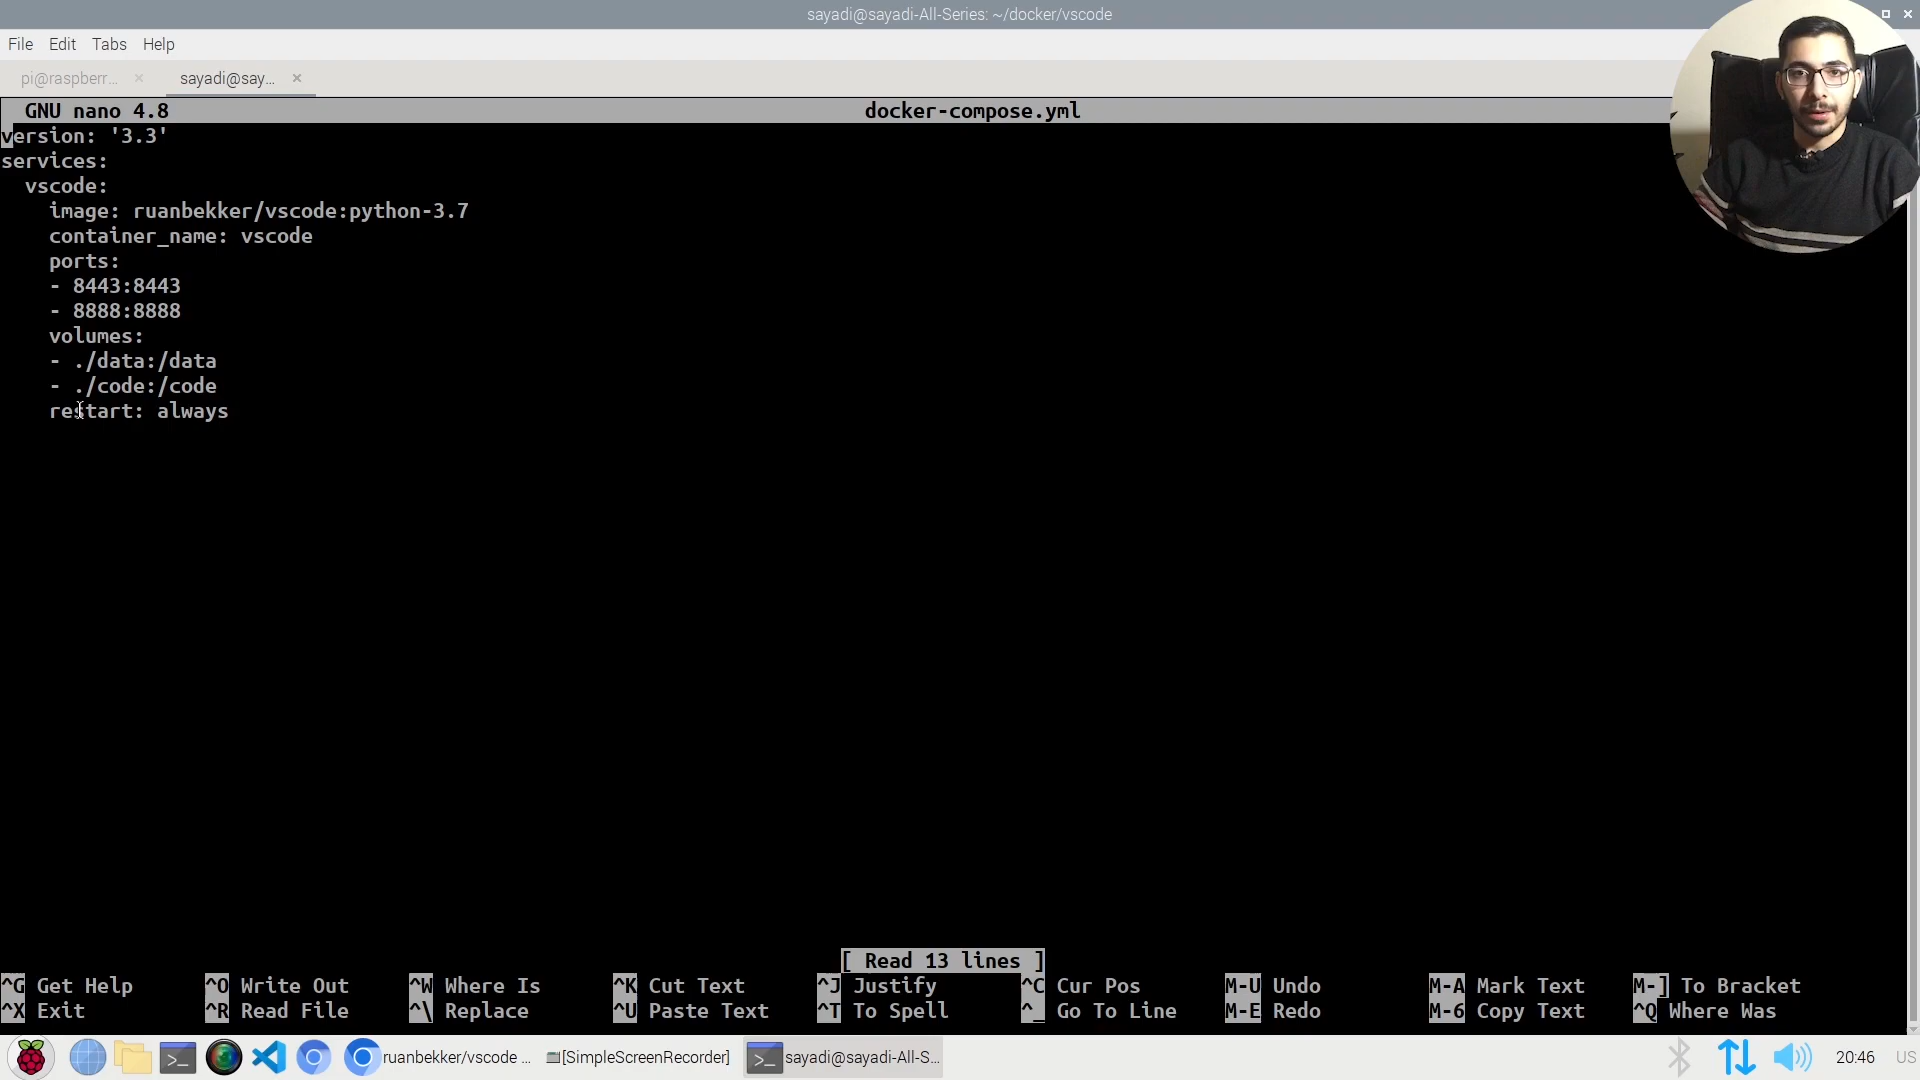 sayadi@sayadi-All-Series: ~/docker/vscode
File Edit Tabs Help
pi@raspberr... × sayadi@say... ×
GNU nano 4.8 docker-compose.yml
version: '3.3'
services:
  vscode:
    image: ruanbekker/vscode:python-3.7
    container_name: vscode
    ports:
    - 8443:8443
    - 8888:8888
    volumes:
    - ./data:/data
    - ./code:/code
    restart: always
[ Read 13 lines ]
^G Get Help ^O Write Out ^W Where Is ^K Cut Text ^J Justify ^C Cur Pos M-U Undo M-A Mark Text M-] To Bracket
^X Exit ^R Read File ^\ Replace ^U Paste Text ^T To Spell ^_ Go To Line M-E Redo M-6 Copy Text ^Q Where Was
ruanbekker/vscode ... [SimpleScreenRecorder] sayadi@sayadi-All-S... 20:46 US